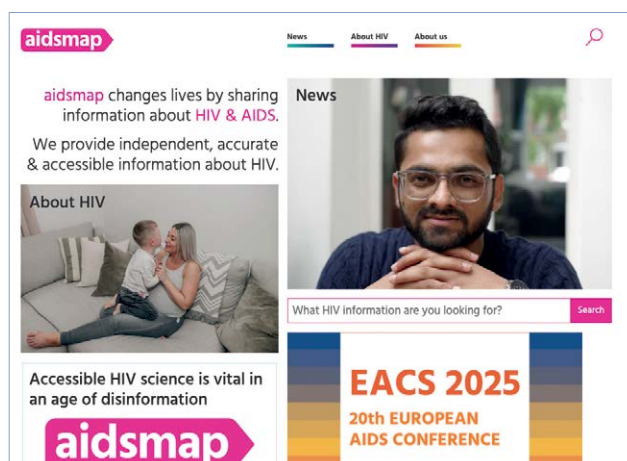 aidsmap
News
About HIV
About us
aidsmap changes lives by sharing
information about HIV & AIDS.
We provide independent, accurate
& accessible information about HIV.
About HIV
News
What HIV information are you looking for?
Search
Accessible HIV science is vital in
an age of disinformation
aidsmap
EACS 2025
20th EUROPEAN
AIDS CONFERENCE